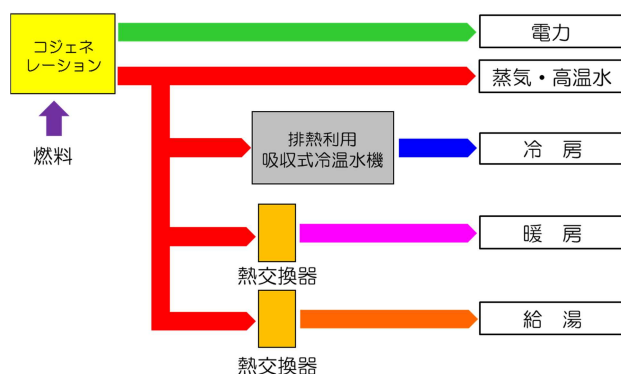 コジェネ
レーション
電力
蒸気・高温水
燃料
排熱利用
吸収式冷温水機
冷　房
熱交換器
暖　房
熱交換器
給　湯